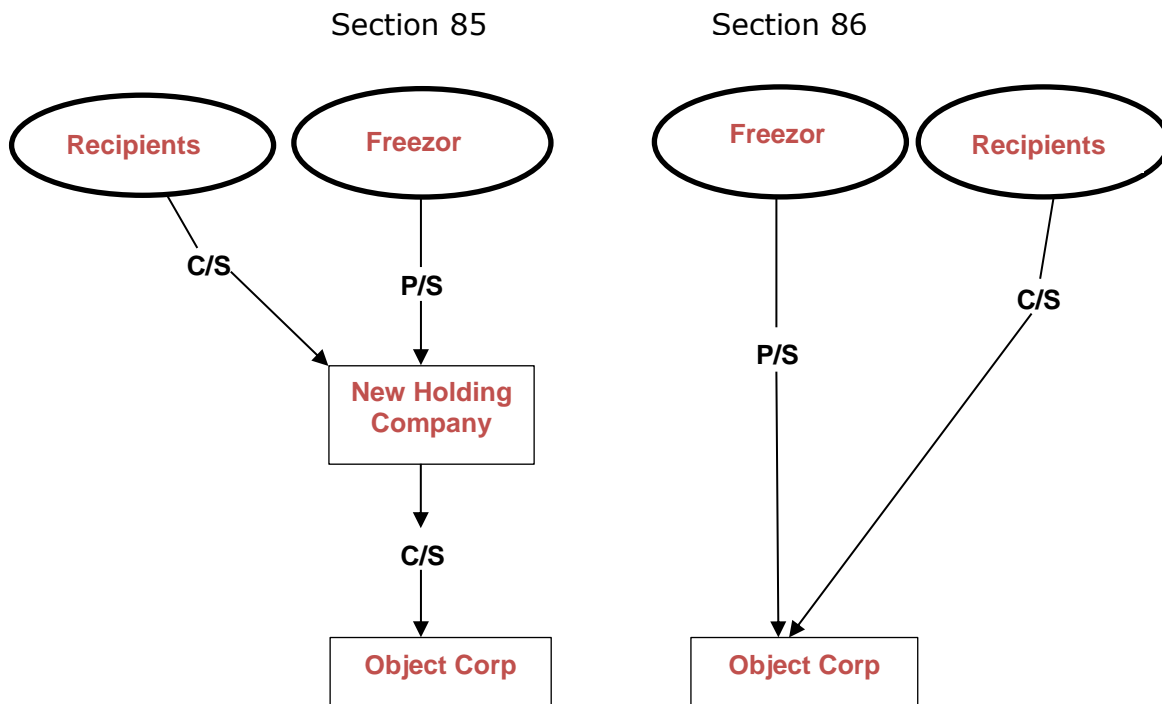 Section 85
Section 86
Recipients
Freezor
Freezor
Recipients
C/S
P/S
C/S
P/S
New Holding
Company
C/S
Object Corp
Object Corp